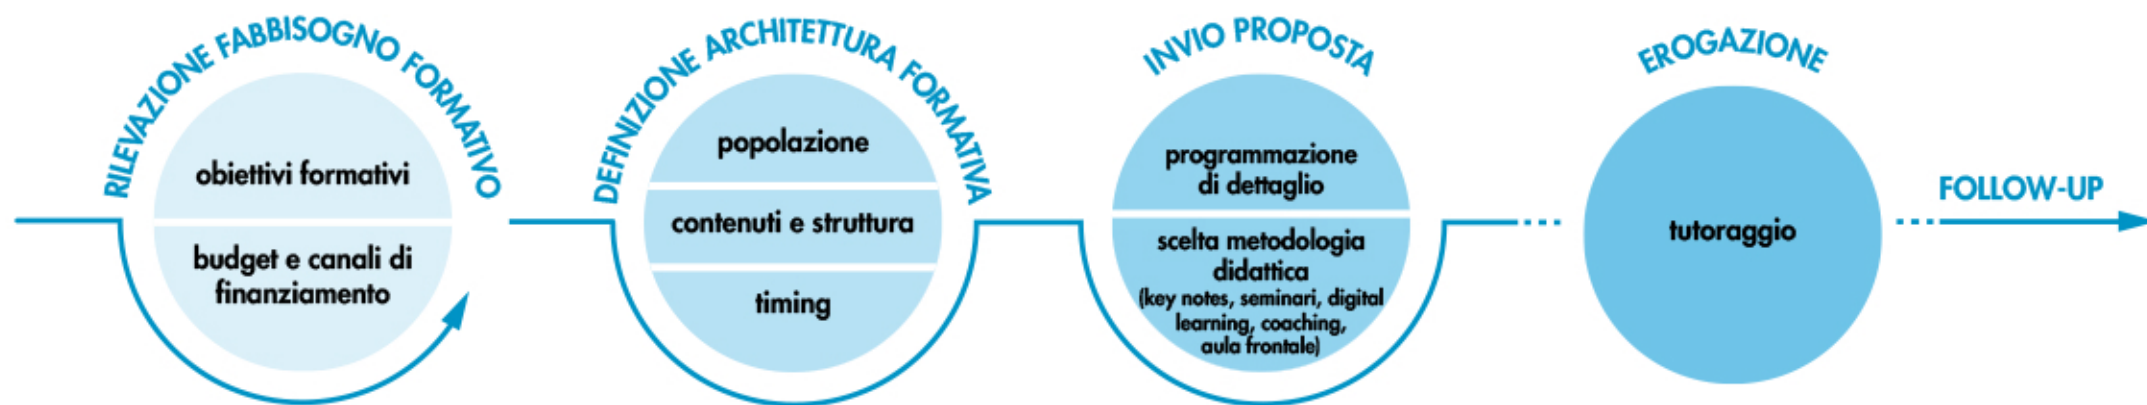 RILEVAZIONE FABBISOGNO FORMATIVO
obiettivi formativi
budget e canali di
finanziamento
DEFINIZIONE ARCHITETTURA FORMATIVA
popolazione
contenuti e struttura
timing
INVIO PROPOSTA
programmazione
di dettaglio
scelta metodologia
didattica
(key notes, seminari, digital
learning, coaching,
aula frontale)
EROGAZIONE
tutoraggio
FOLLOW-UP